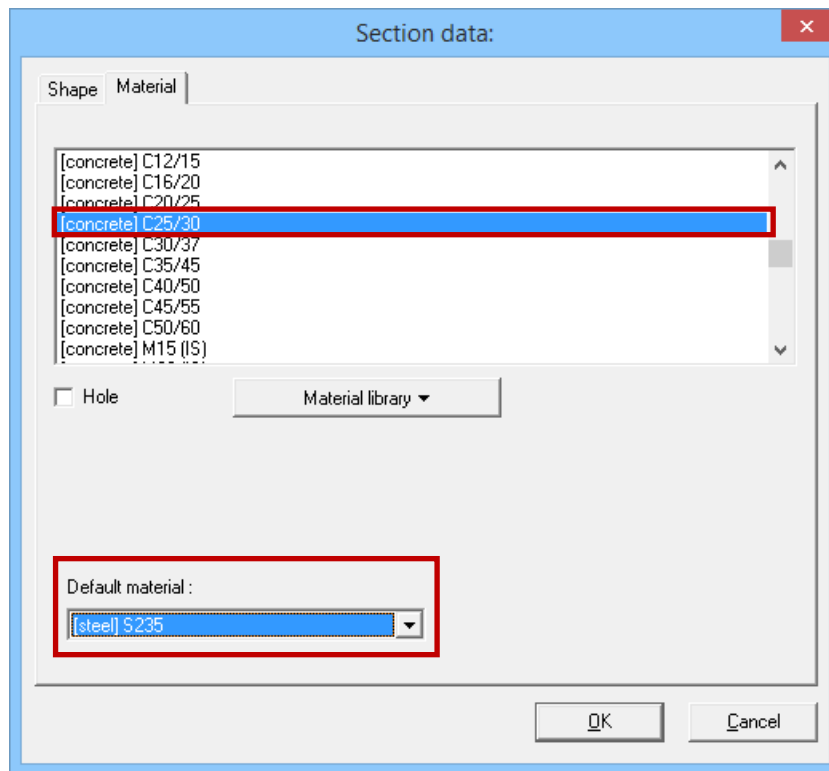 Section data:
Shape Material
[concrete] C12/15
[concrete] C16/20
[concrete] C20/25
[concrete] C25/30
[concrete] C30/37
[concrete] C35/45
[concrete] C40/50
[concrete] C45/55
[concrete] C50/60
[concrete] M15 (IS)
Hole Material library
Default material :
[steel] S235
OK Cancel